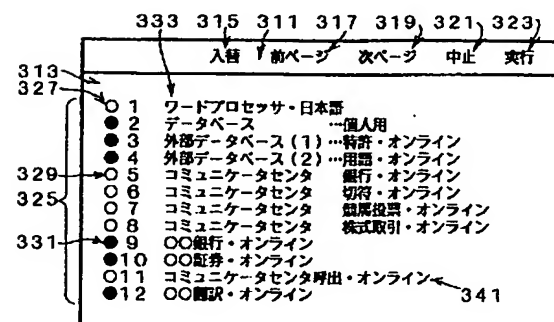 333 315 311 317 319 321 323
入替 前ページ 次ページ 中止 実行
313
327
○ 1 ワードプロセッサ・日本語
● 2 データベース …個人用
● 3 外部データベース(1)…特許・オンライン
● 4 外部データベース(2)…用語・オンライン
329 ○ 5 コミュニケータセンタ 銀行・オンライン
325 ○ 6 コミュニケータセンタ 切符・オンライン
○ 7 コミュニケータセンタ 競馬投票・オンライン
○ 8 コミュニケータセンタ 株式取引・オンライン
331 ● 9 ○○銀行・オンライン
●10 ○○証券・オンライン
○11 コミュニケータセンタ呼出・オンライン
●12 ○○翻訳・オンライン 341